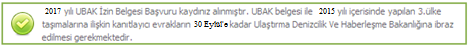 2017 yılı UBAK İzin Belgesi Başvuru kaydınız alınmıştır. UBAK belgesi ile 2015 yılı içerisinde yapılan 3.ülke
taşımalarına ilişkin kanıtlayıcı evrakların 30 Eylül'e kadar Ulaştırma Denizcilik Ve Haberleşme Bakanlığına ibraz
edilmesi gerekmektedir.